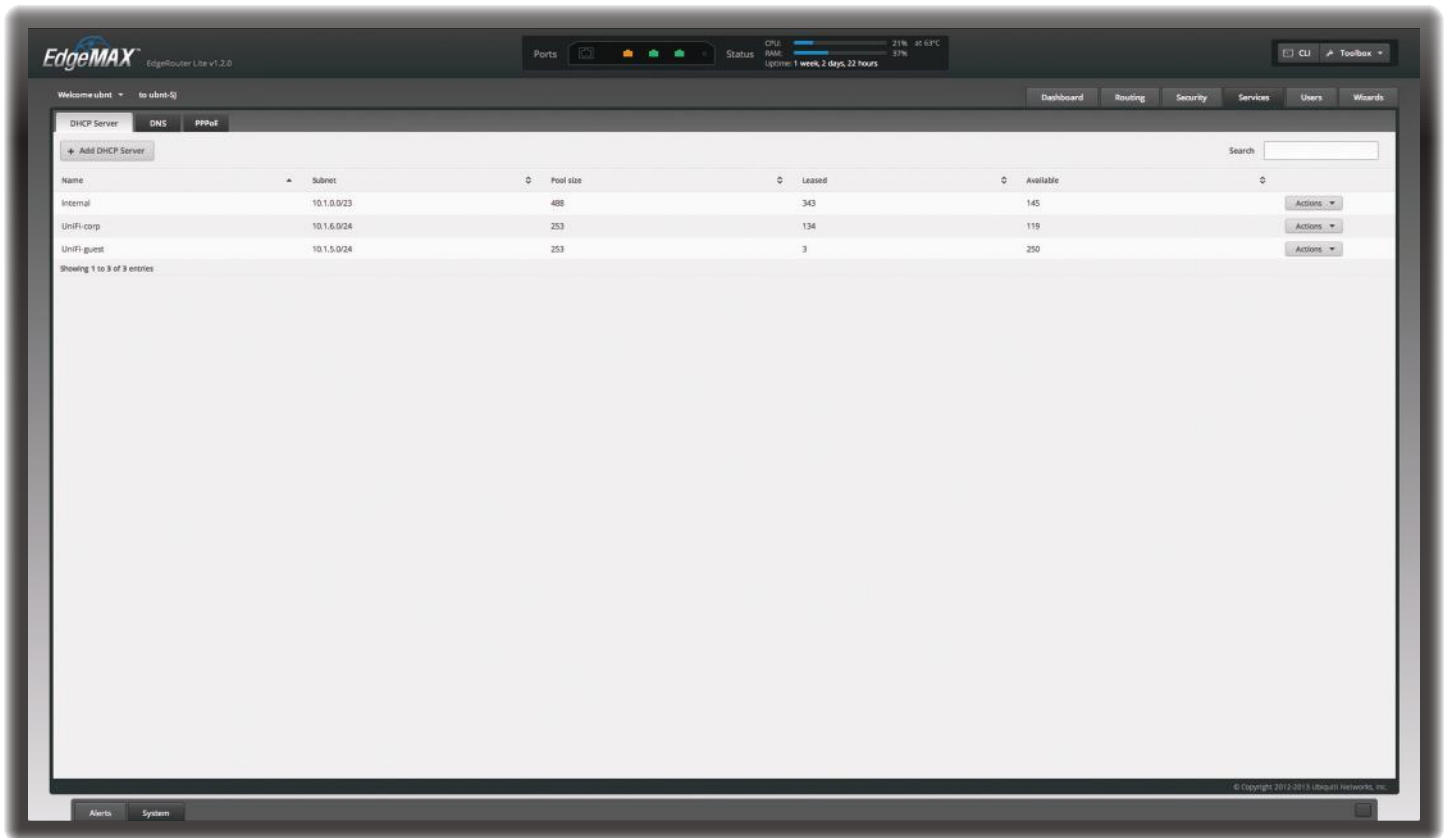 EdgeMAX™ EdgeRouter Lite v1.2.0
Ports
Status
CPU: 21% at 63°C
RAM: 37%
Uptime: 1 week, 2 days, 22 hours
CLI Toolbox
Welcome ubnt to ubnt-SJ
Dashboard Routing Security Services Users Wizards
DHCP Server DNS PPPoE
+ Add DHCP Server Search
Name Subnet Pool size Leased Available
Internal 10.1.0.0/23 488 343 145 Actions
UniFi-corp 10.1.6.0/24 253 134 119 Actions
UniFi-guest 10.1.5.0/24 253 3 250 Actions
Showing 1 to 3 of 3 entries
© Copyright 2012-2013 Ubiquiti Networks, Inc.
Alerts System